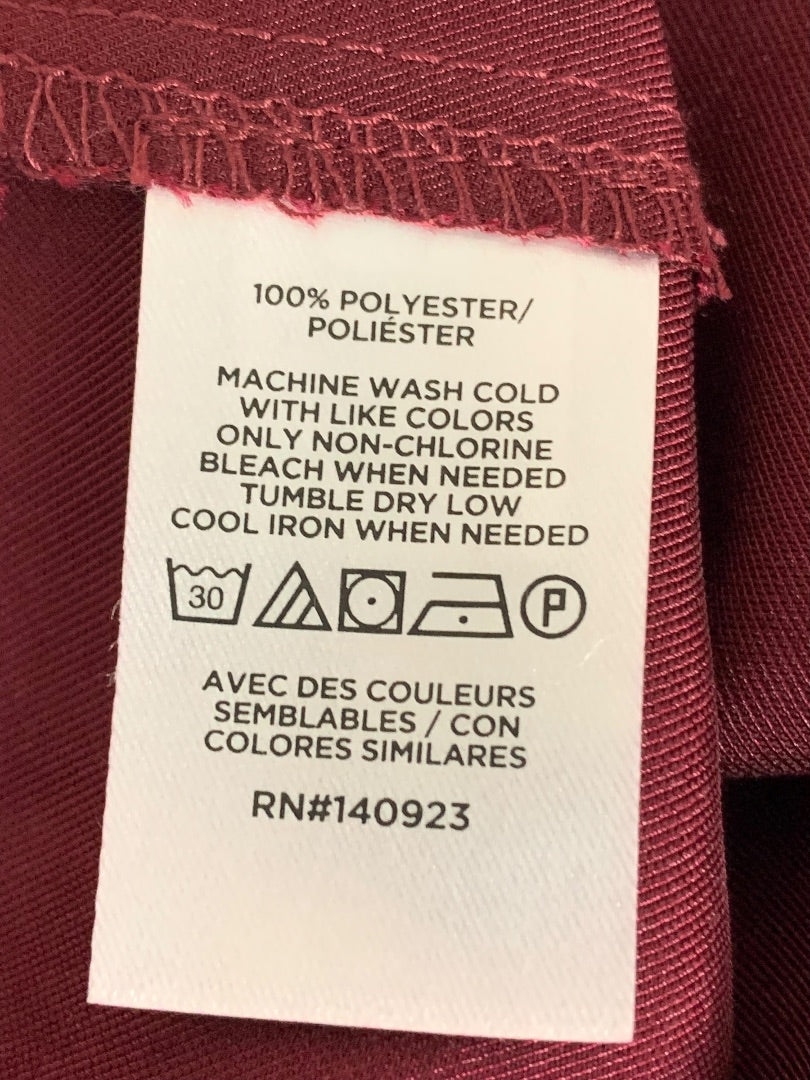 100% POLYESTER/
POLIÉSTER
MACHINE WASH COLD
WITH LIKE COLORS
ONLY NON-CHLORINE
BLEACH WHEN NEEDED
TUMBLE DRY LOW
COOL IRON WHEN NEEDED
30 P
AVEC DES COULEURS
SEMBLABLES / CON
COLORES SIMILARES
RN#140923